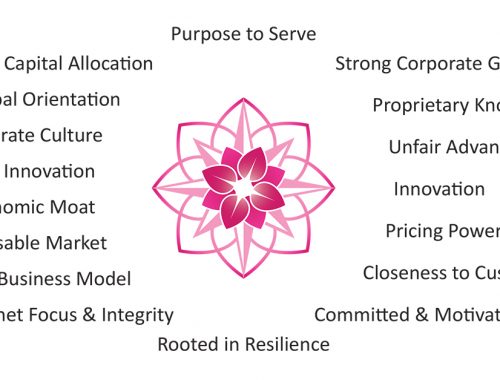 Purpose to Serve
Capital Allocation
Strong Corporate G
bal Orientation
Proprietary Kno
rate Culture
Unfair Advan
Innovation
Innovation
nomic Moat
Pricing Power
sable Market
Closeness to Cus
Business Model
net Focus & Integrity
Committed & Motivat
Rooted in Resilience